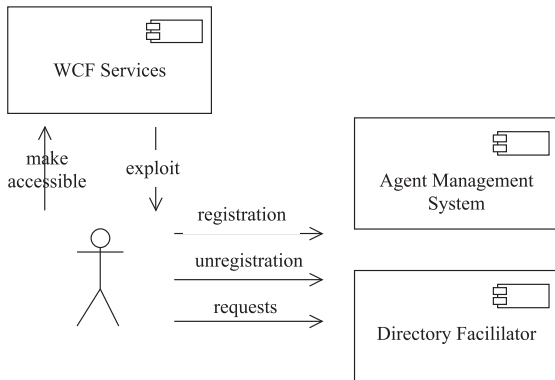 WCF Services
make
accessible
exploit
registration
unregistration
requests
Agent Management
System
Directory Facililator